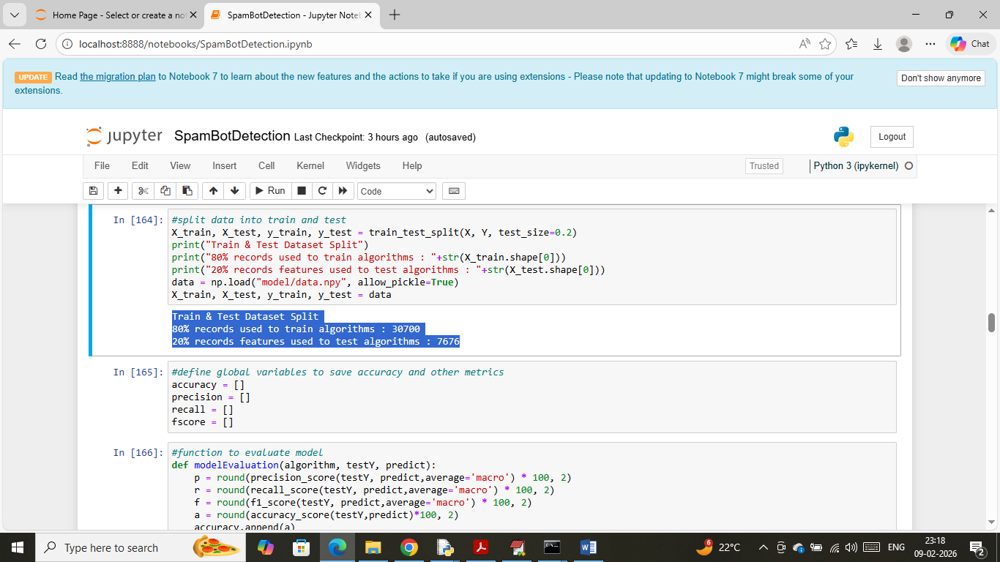 Home Page - Select or create a no
SpamBotDetection - Jupyter Noteb
localhost:8888/notebooks/SpamBotDetection.ipynb
Chat
UPDATE Read the migration plan to Notebook 7 to learn about the new features and the actions to take if you are using extensions - Please note that updating to Notebook 7 might break some of your
extensions.
Don't show anymore
jupyter SpamBotDetection Last Checkpoint: 3 hours ago (autosaved)
Logout
File Edit View Insert Cell Kernel Widgets Help
Trusted
Python 3 (ipykernel)
Run
Code
In [164]:
#split data into train and test
X_train, X_test, y_train, y_test = train_test_split(X, Y, test_size=0.2)
print("Train & Test Dataset Split")
print("80% records used to train algorithms : "+str(X_train.shape[0]))
print("20% records features used to test algorithms : "+str(X_test.shape[0]))
data = np.load("model/data.npy", allow_pickle=True)
X_train, X_test, y_train, y_test = data
Train & Test Dataset Split
80% records used to train algorithms : 30700
20% records features used to test algorithms : 7676
In [165]:
#define global variables to save accuracy and other metrics
accuracy = []
precision = []
recall = []
fscore = []
In [166]:
#function to evaluate model
def modelEvaluation(algorithm, testY, predict):
    p = round(precision_score(testY, predict,average='macro') * 100, 2)
    r = round(recall_score(testY, predict,average='macro') * 100, 2)
    f = round(f1_score(testY, predict,average='macro') * 100, 2)
    a = round(accuracy_score(testY,predict)*100, 2)
    accuracy.append(a)
Type here to search
6
22°C
ENG
23:18
09-02-2026
2